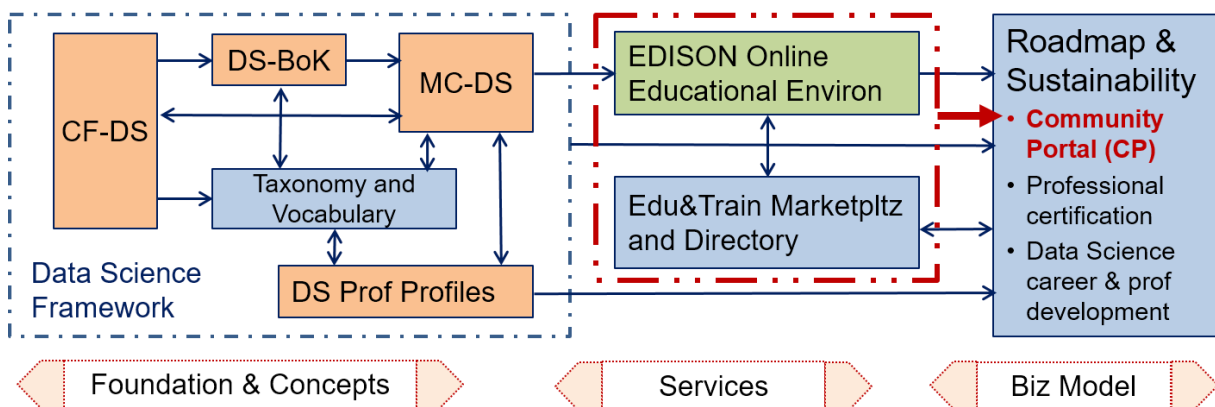 CF-DS
DS-BoK
MC-DS
Taxonomy and
Vocabulary
DS Prof Profiles
Data Science
Framework
EDISON Online
Educational Environ
Edu&Train Marketpltz
and Directory
Roadmap &
Sustainability
• Community
Portal (CP)
• Professional
certification
• Data Science
career & prof
development
Foundation & Concepts
Services
Biz Model